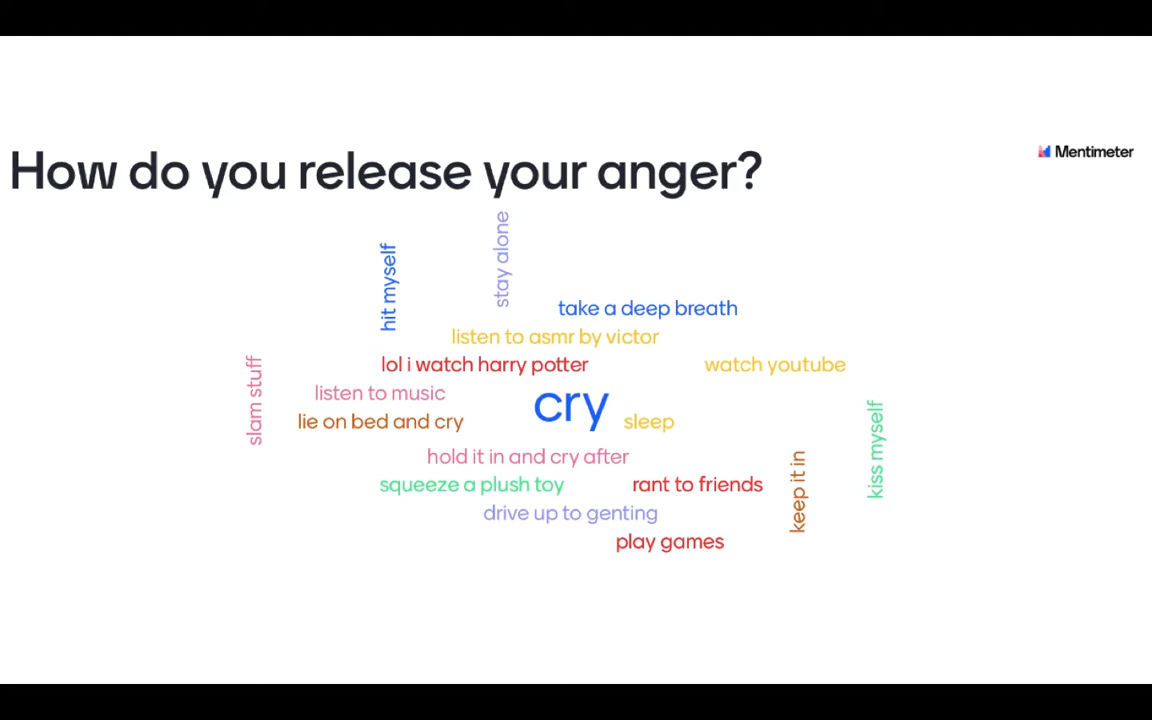 How do you release your anger?
Mentimeter
hit myself
stay alone
take a deep breath
listen to asmr by victor
lol i watch harry potter
watch youtube
slam stuff
listen to music
cry
lie on bed and cry
sleep
kiss myself
hold it in and cry after
keep it in
squeeze a plush toy
rant to friends
drive up to genting
play games